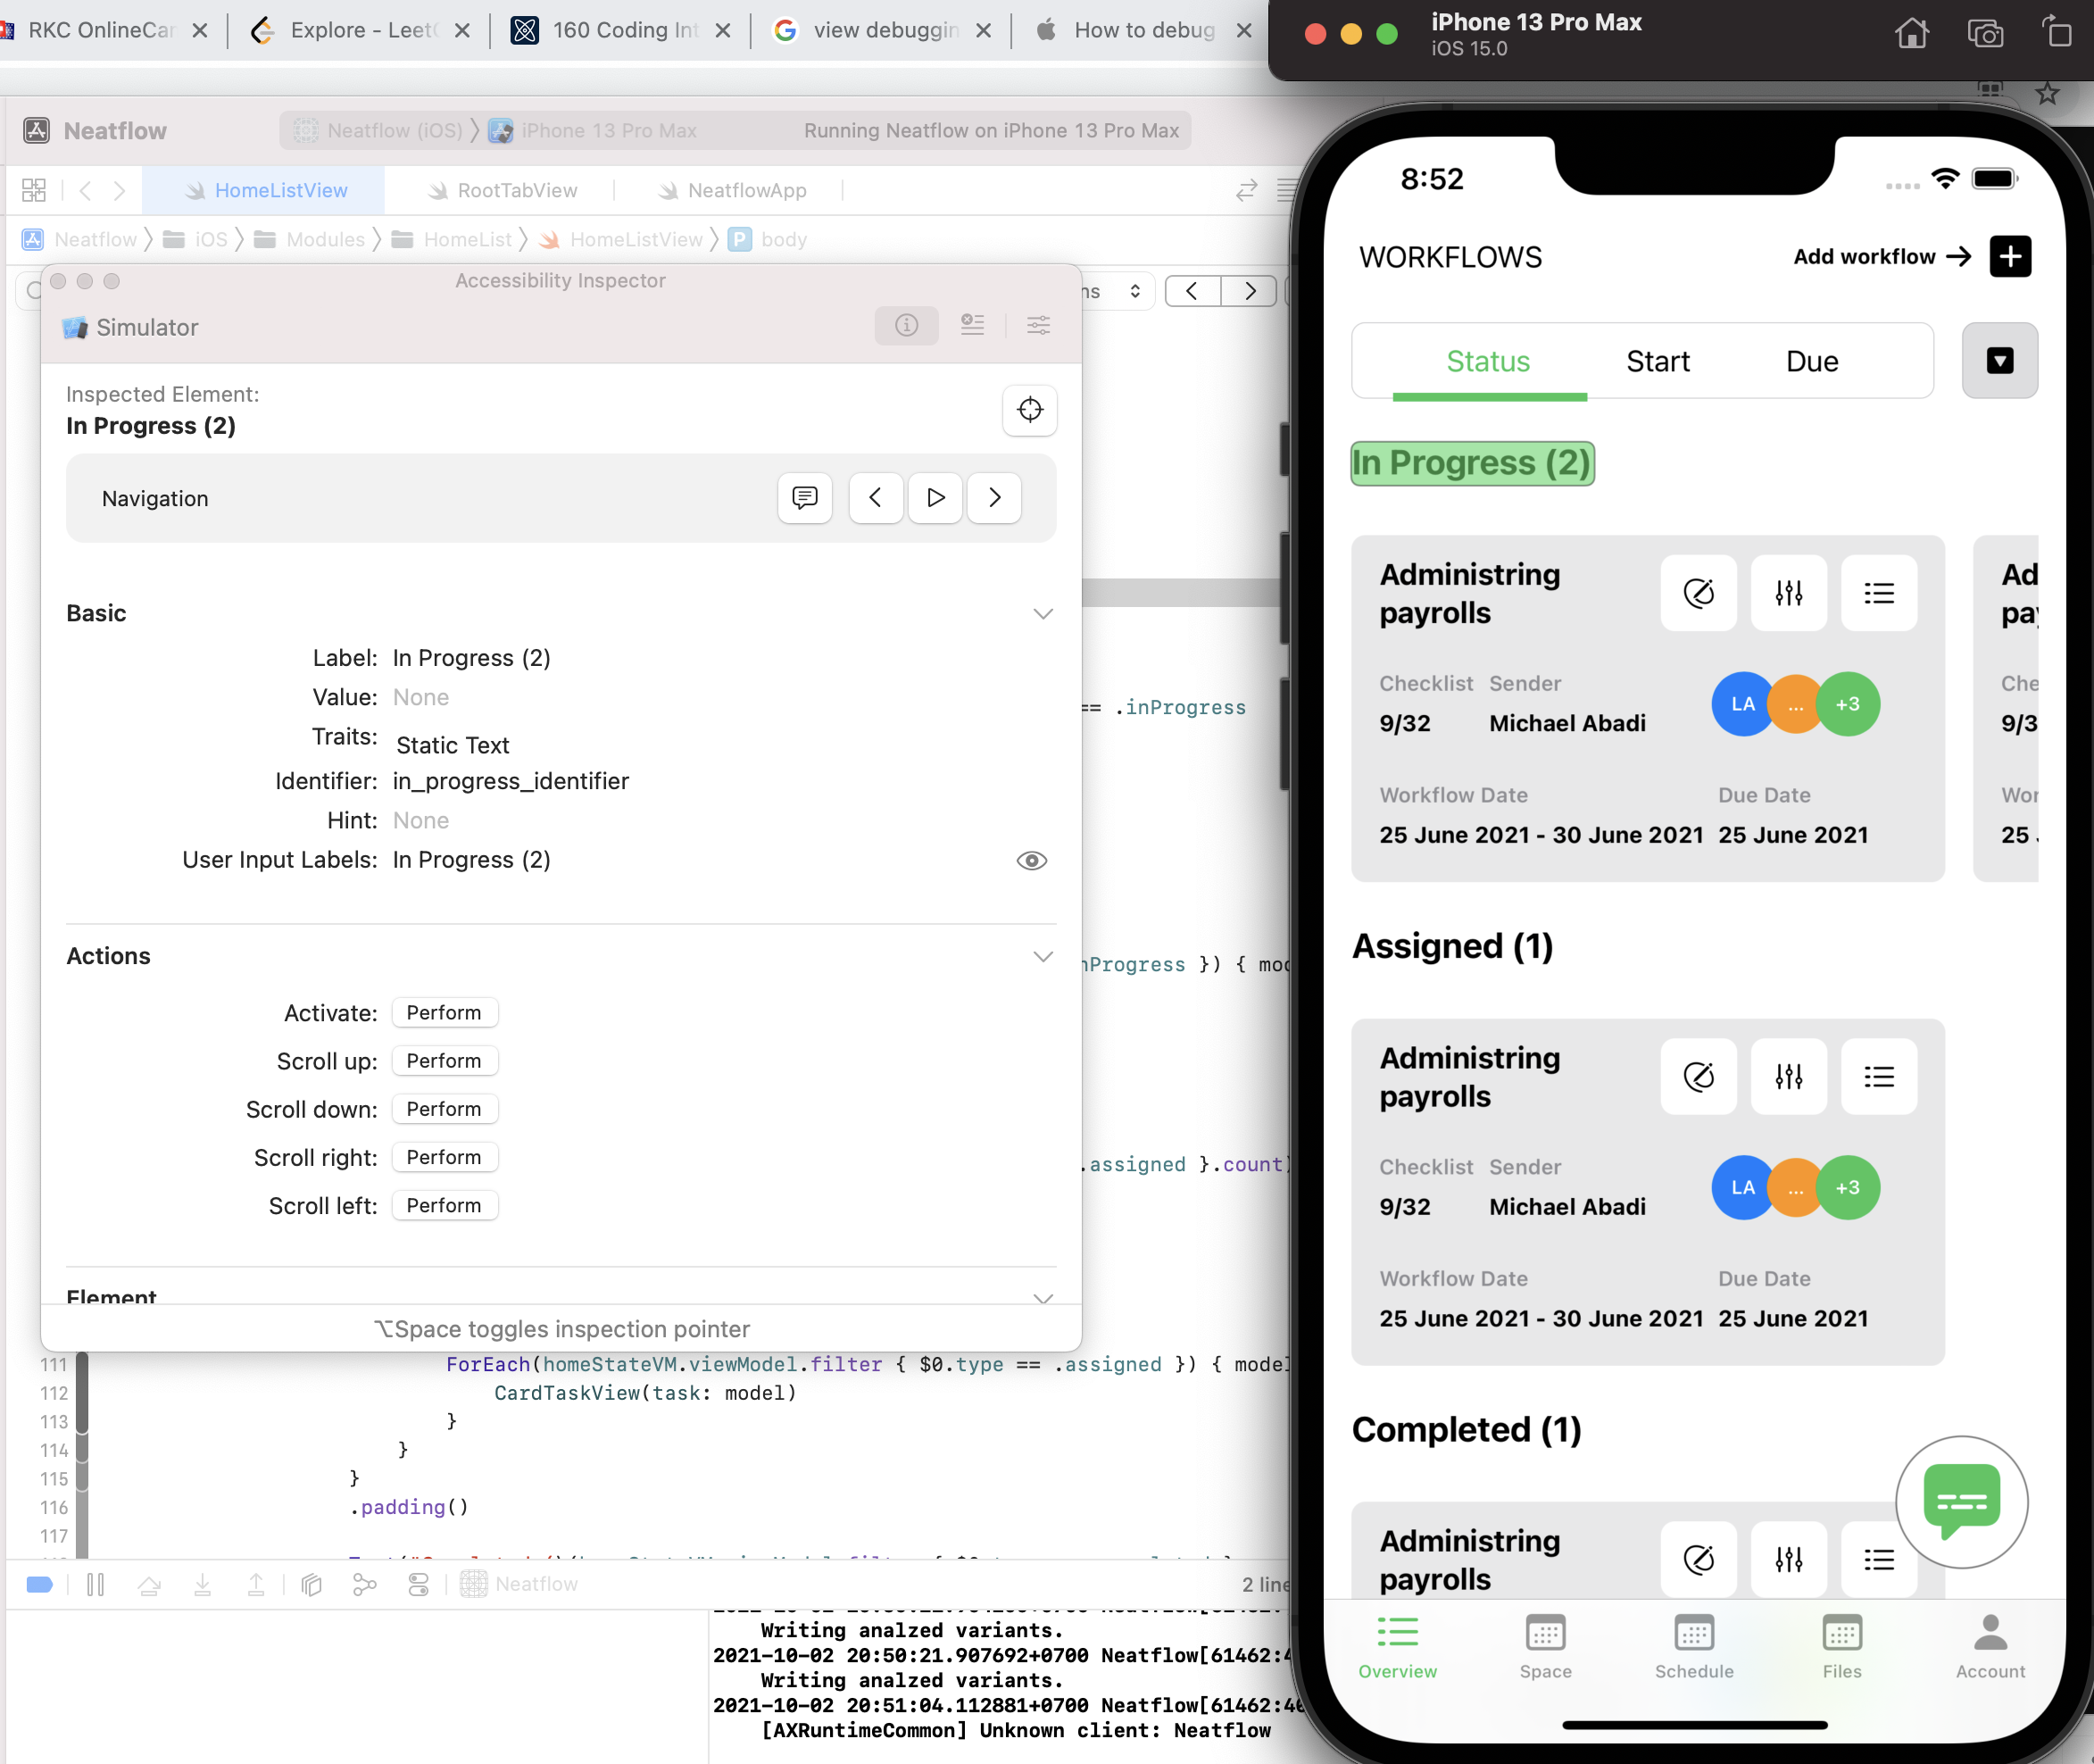 RKC OnlineCar
Explore - Leet
160 Coding Int
view debuggin
How to debug
Neatflow
Neatflow (iOS)
iPhone 13 Pro Max
Running Neatflow on iPhone 13 Pro Max
HomeListView
RootTabView
NeatflowApp
Neatflow
iOS
Modules
HomeList
HomeListView
P
body
Accessibility Inspector
Simulator
Inspected Element:
In Progress (2)
Navigation
Basic
Label: In Progress (2)
Value: None
Traits: Static Text
Identifier: in_progress_identifier
Hint: None
User Input Labels: In Progress (2)
Actions
Activate: Perform
Scroll up: Perform
Scroll down: Perform
Scroll right: Perform
Scroll left: Perform
Element
⌥Space toggles inspection pointer
ns
== .inProgress
nProgress }) { mod
.assigned }.count)
111 ForEach(homeStateVM.viewModel.filter { $0.type == .assigned }) { model
112 CardTaskView(task: model)
113 }
114 }
115 }
116 .padding()
117
Neatflow
2 line
Writing analzed variants.
2021-10-02 20:50:21.907692+0700 Neatflow[61462:4
Writing analzed variants.
2021-10-02 20:51:04.112881+0700 Neatflow[61462:40
[AXRuntimeCommon] Unknown client: Neatflow
iPhone 13 Pro Max
iOS 15.0
8:52
WORKFLOWS
Add workflow →
Status
Start
Due
In Progress (2)
Administring
payrolls
Checklist Sender
9/32 Michael Abadi
LA ... +3
Workflow Date Due Date
25 June 2021 - 30 June 2021 25 June 2021
Ad
pa
Che
9/3
Wor
25
Assigned (1)
Administring
payrolls
Checklist Sender
9/32 Michael Abadi
LA ... +3
Workflow Date Due Date
25 June 2021 - 30 June 2021 25 June 2021
Completed (1)
Administring
payrolls
Overview
Space
Schedule
Files
Account